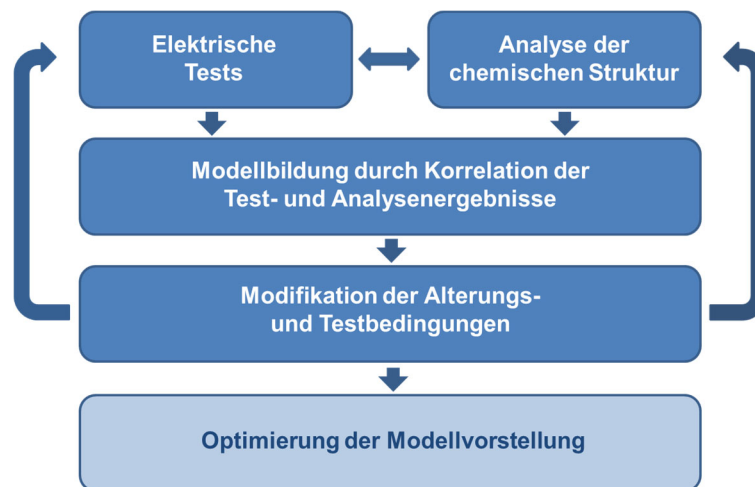 Elektrische
Tests
Analyse der
chemischen Struktur
Modellbildung durch Korrelation der
Test- und Analysenergebnisse
Modifikation der Alterungs-
und Testbedingungen
Optimierung der Modellvorstellung